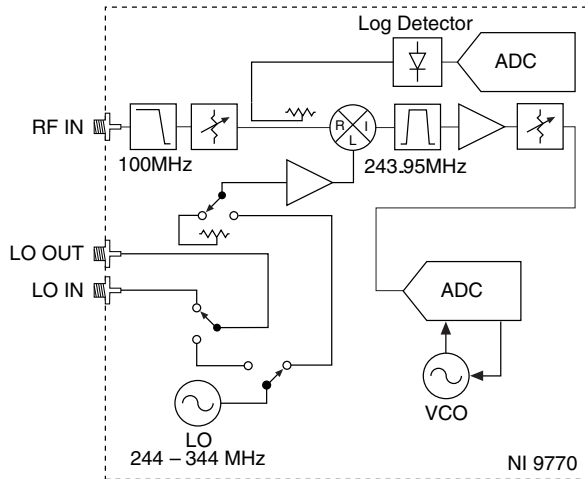 Log Detector
ADC
RF IN
R
I
L
100MHz
243.95MHz
LO OUT
LO IN
ADC
VCO
LO
244 – 344 MHz
NI 9770